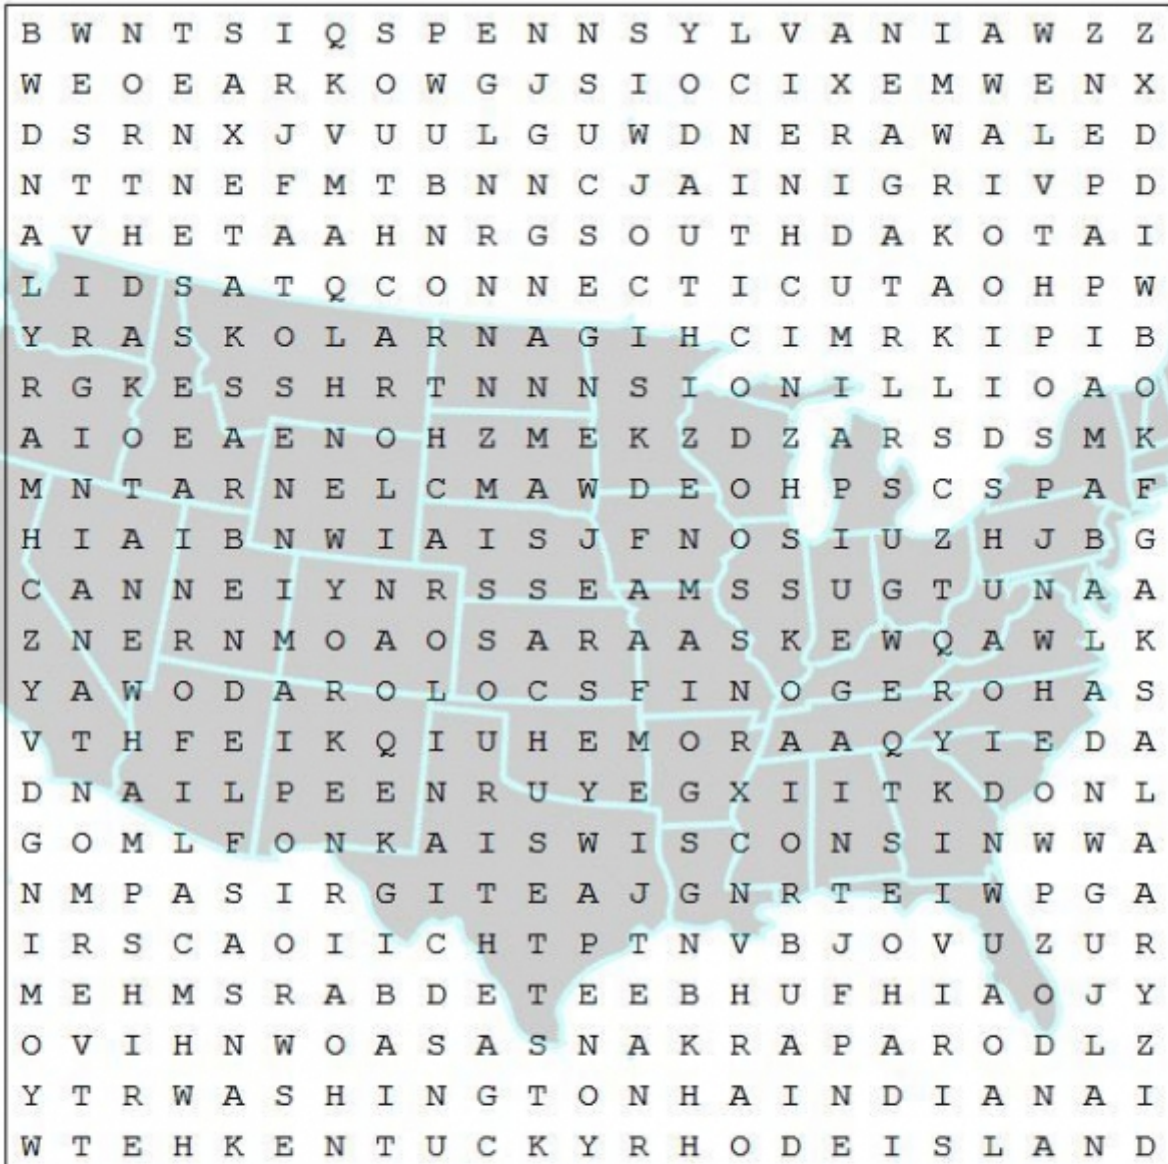 B W N T S I Q S P E N N S Y L V A N I A W Z Z
W E O E A R K O W G J S I O C I X E M W E N X
D S R N X J V U U L G U W D N E R A W A L E D
N T T N E F M T B N N C J A I N I G R I V P D
A V H E T A A H N R G S O U T H D A K O T A I
L I D S A T Q C O N N E C T I C U T A O H P W
Y R A S K O L A R N A G I H C I M R K I P I B
R G K E S S H R T N N N S I O N I L L I O A O
A I O E A E N O H Z M E K Z D Z A R S D S M K
M N T A R N E L C M A W D E O H P S C S P A F
H I A I B N W I A I S J F N O S I U Z H J B G
C A N N E I Y N R S S E A M S S U G T U N A A
Z N E R N M O A O S A R A A S K E W Q A W L K
Y A W O D A R O L O C S F I N O G E R O H A S
V T H F E I K Q I U H E M O R A A Q Y I E D A
D N A I L P E E N R U Y E G X I I T K D O N L
G O M L F O N K A I S W I S C O N S I N W W A
N M P A S I R G I T E A J G N R T E I W P G A
I R S C A O I I C H T P T N V B J O V U Z U R
M E H M S R A B D E T E E B H U F H I A O J Y
O V I H N W O A S A S N A K R A P A R O D L Z
Y T R W A S H I N G T O N H A I N D I A N A I
W T E H K E N T U C K Y R H O D E I S L A N D